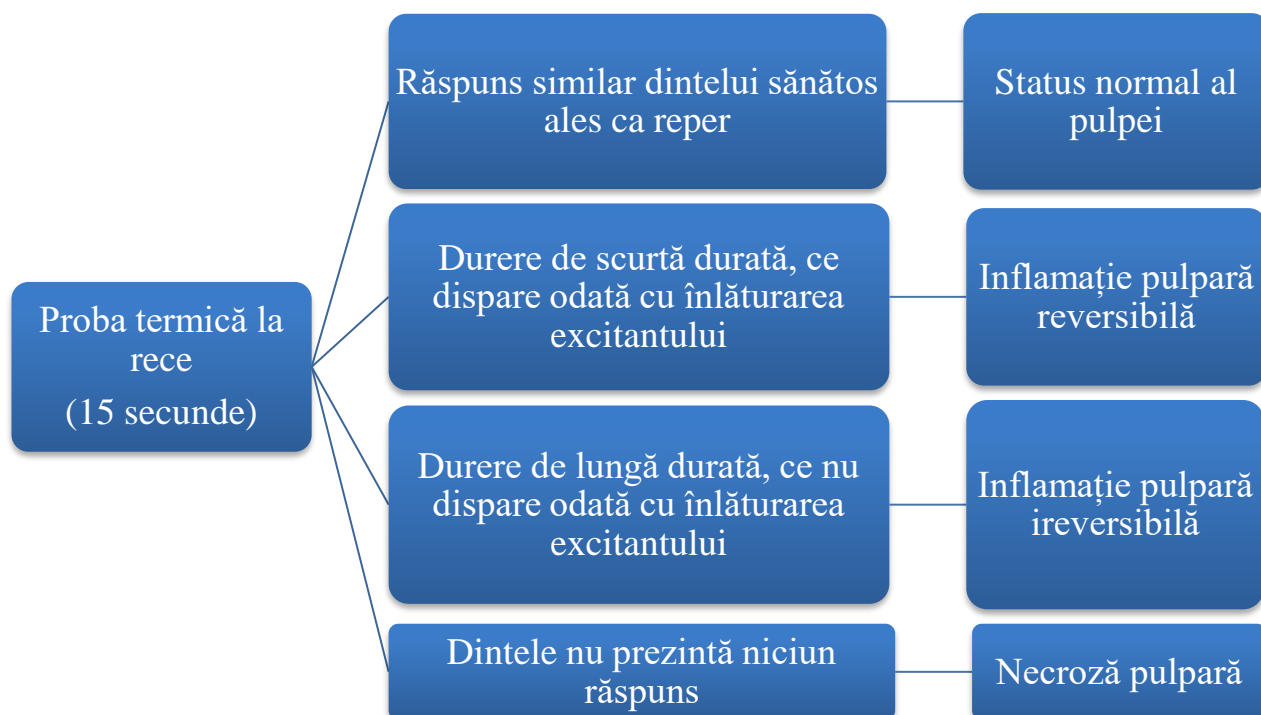 Proba termică la
rece
(15 secunde)
Răspuns similar dintelui sănătos
ales ca reper
Status normal al
pulpei
Durere de scurtă durată, ce
dispare odată cu înlăturarea
excitantului
Inflamație pulpară
reversibilă
Durere de lungă durată, ce nu
dispare odată cu înlăturarea
excitantului
Inflamație pulpară
ireversibilă
Dintele nu prezintă niciun
răspuns
Necroză pulpară